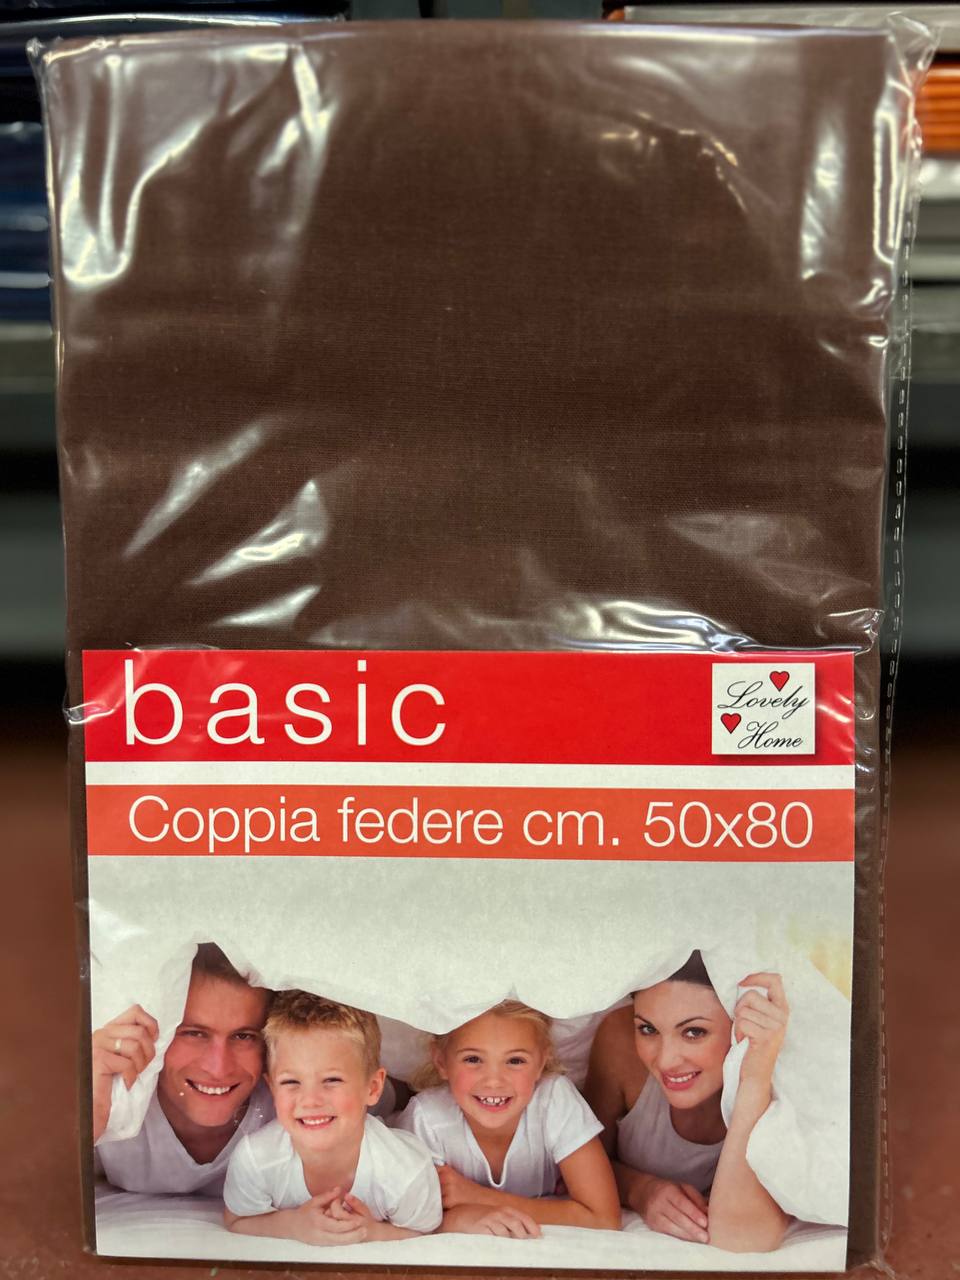 basic
Lovely
Home
Coppia federe cm. 50x80